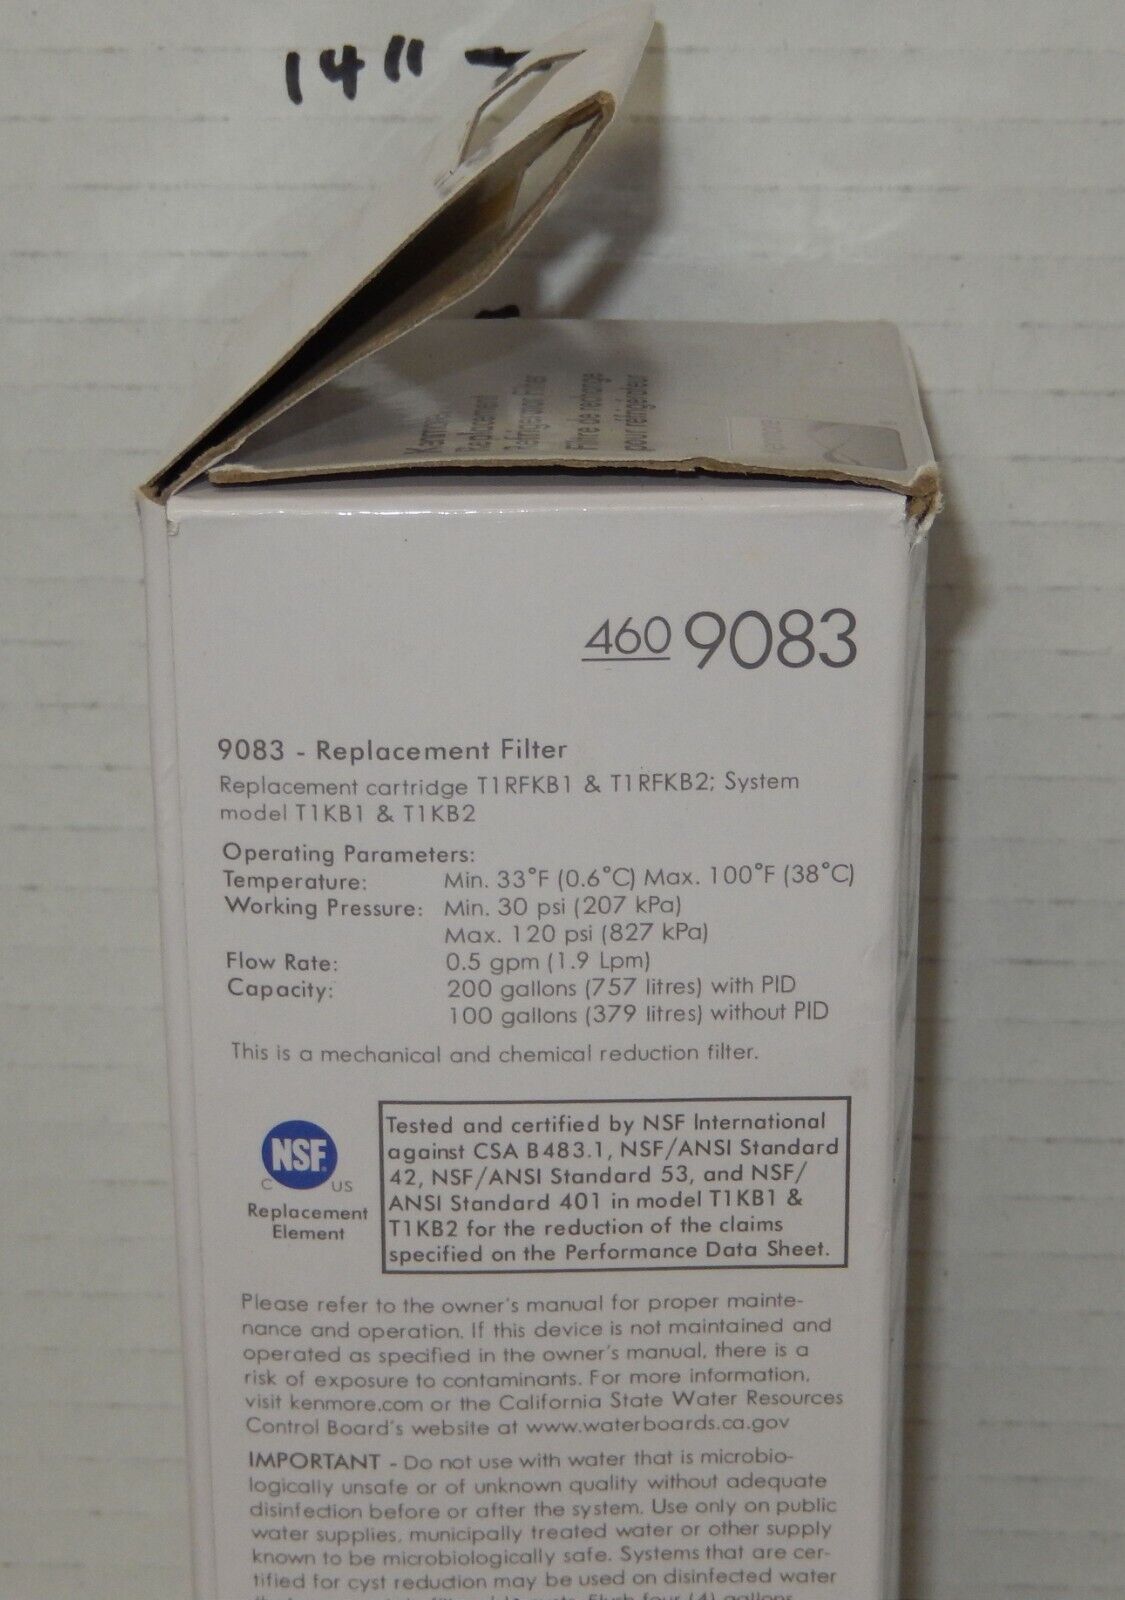 14" -
Kenmore
Replacement
Refrigerator Filter
Filtre de rechange
pour réfrigérateur
460 9083
9083 - Replacement Filter
Replacement cartridge T1RFKB1 & T1RFKB2; System
model T1KB1 & T1KB2
Operating Parameters:
Temperature: Min. 33°F (0.6°C) Max. 100°F (38°C)
Working Pressure: Min. 30 psi (207 kPa)
Max. 120 psi (827 kPa)
Flow Rate: 0.5 gpm (1.9 Lpm)
Capacity: 200 gallons (757 litres) with PID
100 gallons (379 litres) without PID
This is a mechanical and chemical reduction filter.
NSF
C US
Replacement
Element
Tested and certified by NSF International
against CSA B483.1, NSF/ANSI Standard
42, NSF/ANSI Standard 53, and NSF/
ANSI Standard 401 in model T1KB1 &
T1KB2 for the reduction of the claims
specified on the Performance Data Sheet.
Please refer to the owner's manual for proper mainte-
nance and operation. If this device is not maintained and
operated as specified in the owner's manual, there is a
risk of exposure to contaminants. For more information,
visit kenmore.com or the California State Water Resources
Control Board's website at www.waterboards.ca.gov
IMPORTANT - Do not use with water that is microbio-
logically unsafe or of unknown quality without adequate
disinfection before or after the system. Use only on public
water supplies, municipally treated water or other supply
known to be microbiologically safe. Systems that are cer-
tified for cyst reduction may be used on disinfected water